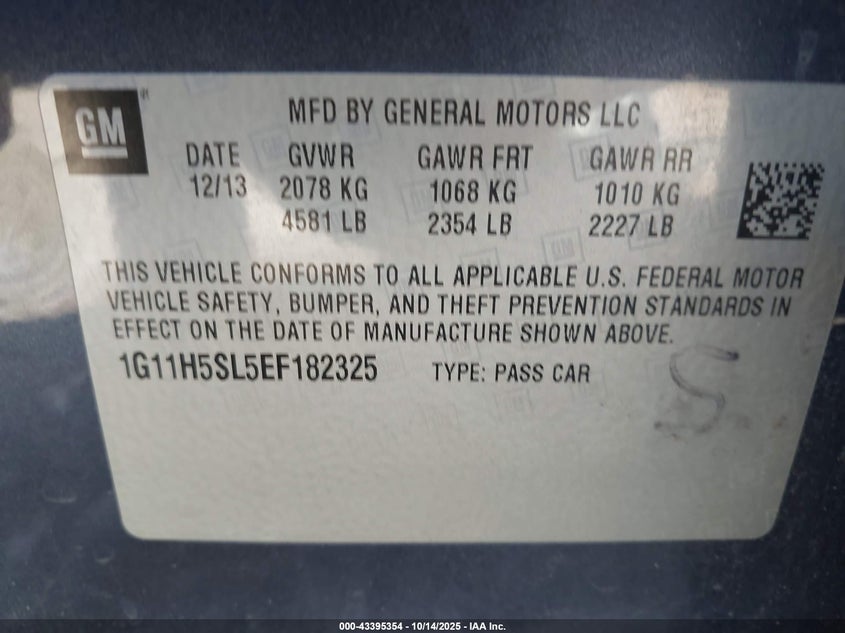 GM
MFD BY GENERAL MOTORS LLC
DATE GVWR GAWR FRT GAWR RR
12/13 2078 KG 1068 KG 1010 KG
4581 LB 2354 LB 2227 LB
THIS VEHICLE CONFORMS TO ALL APPLICABLE U.S. FEDERAL MOTOR
VEHICLE SAFETY, BUMPER, AND THEFT PREVENTION STANDARDS IN
EFFECT ON THE DATE OF MANUFACTURE SHOWN ABOVE.
1G11H5SL5EF182325 TYPE: PASS CAR
S
000-43395354 - 10/14/2025 - IAA Inc.